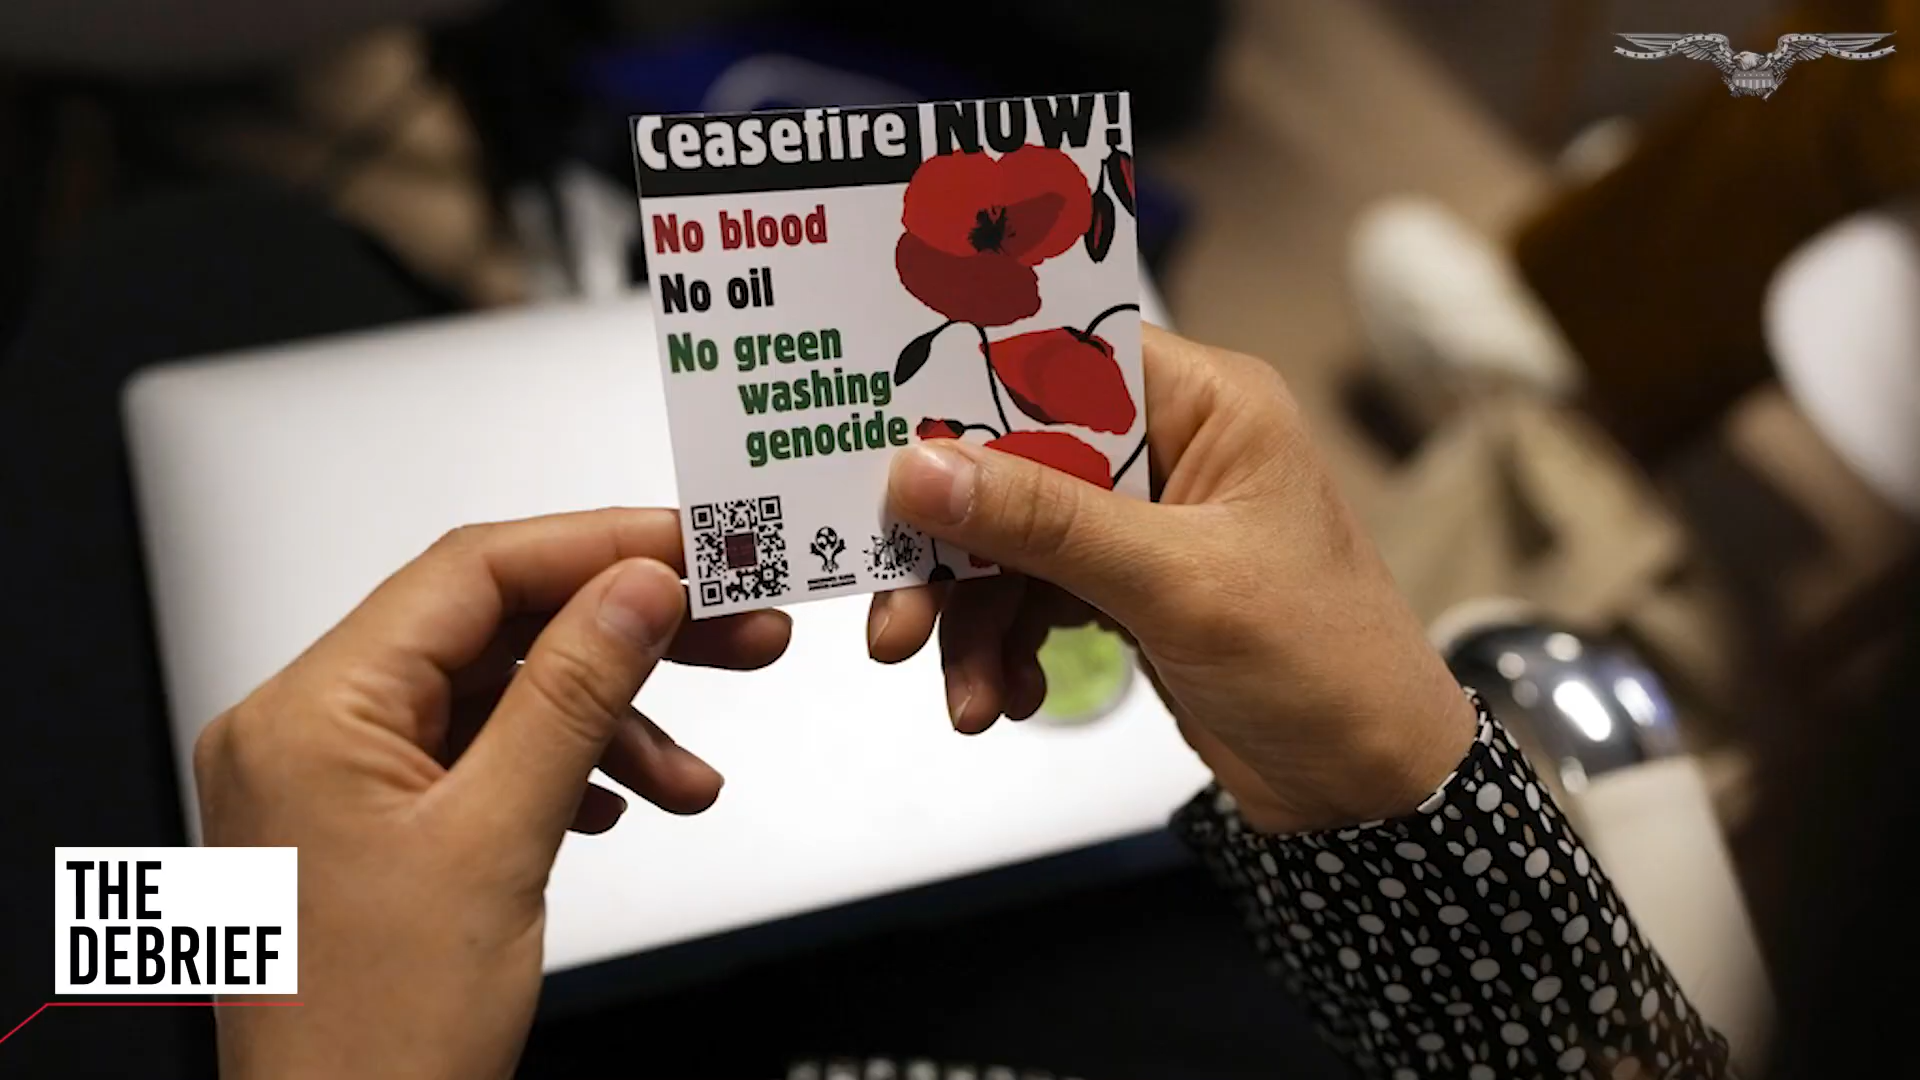 Ceasefire NOW!
No blood
No oil
No green
washing
genocide
THE
DEBRIEF